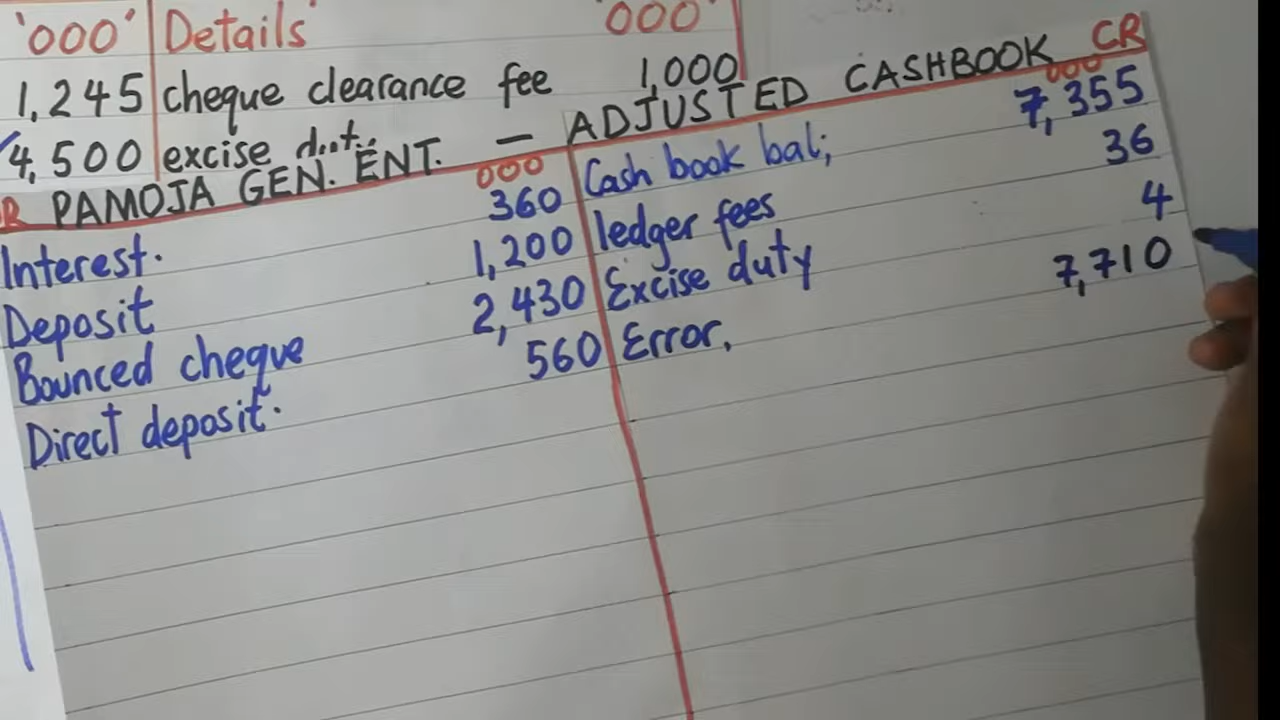 '000' Details '000'
1,245 cheque clearance fee 1,000
4,500 excise
PAMOJA GEN. ENT. — ADJUSTED CASHBOOK CR
000 000
Interest. 360 Cash book bal; 7,355
Deposit 1,200 ledger fees 36
Bounced cheque 2,430 Excise duty 4
Direct deposit. 560 Error, 7,710